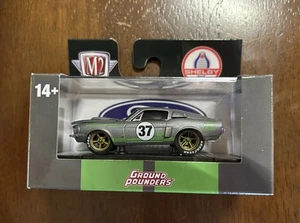 M2
SHELBY
14+
37
GROUND
POUNDERS